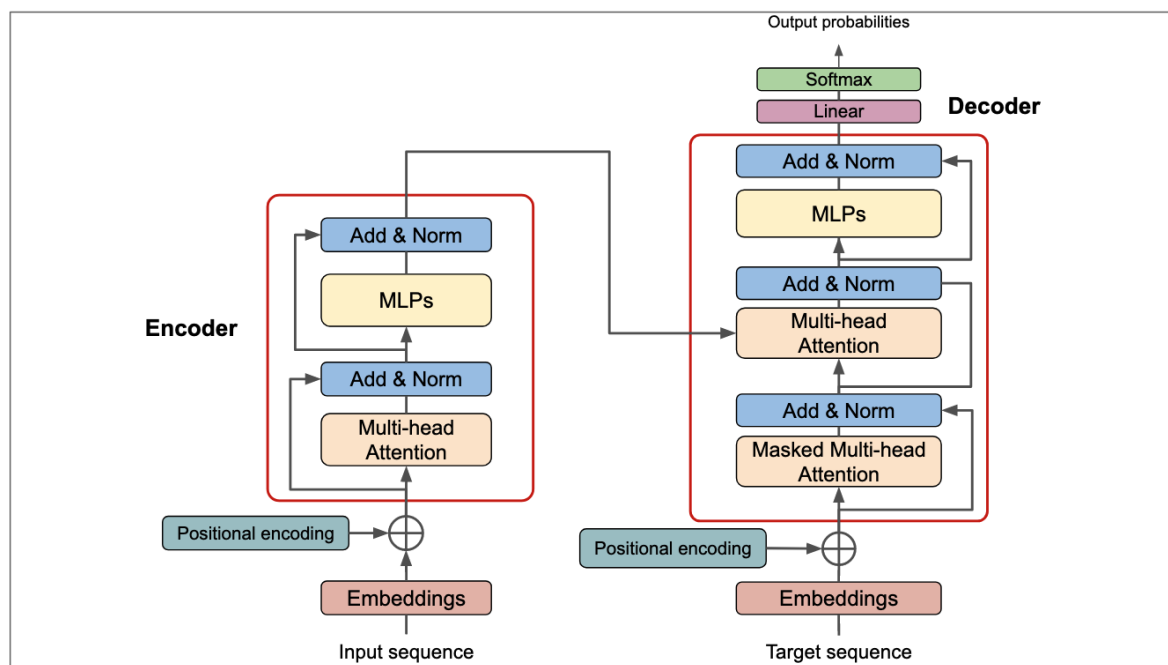 Output probabilities
Softmax
Linear
Decoder
Add & Norm
MLPs
Add & Norm
Multi-head
Attention
Add & Norm
Masked Multi-head
Attention
Positional encoding
Embeddings
Target sequence
Encoder
Add & Norm
MLPs
Add & Norm
Multi-head
Attention
Positional encoding
Embeddings
Input sequence